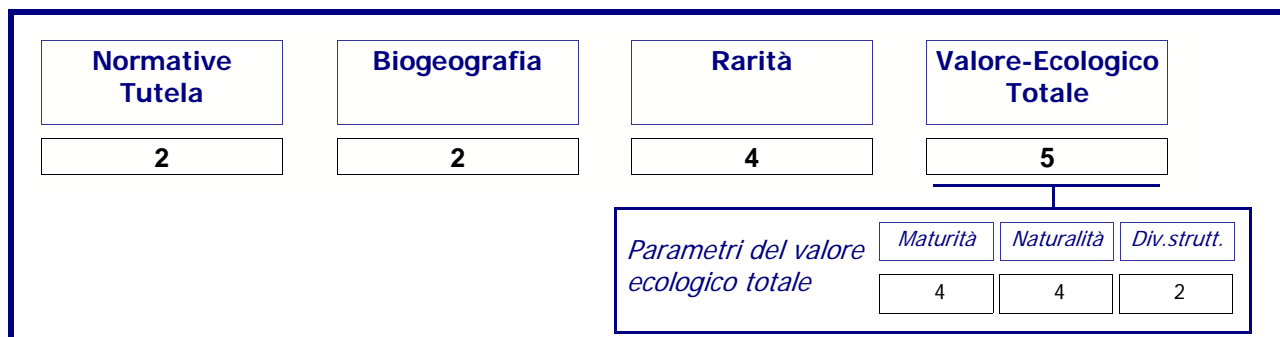 Normative
Tutela
Biogeografia
Rarità
Valore-Ecologico
Totale
2
2
4
5
Parametri del valore
ecologico totale
Maturità
Naturalità
Div.strutt.
4
4
2